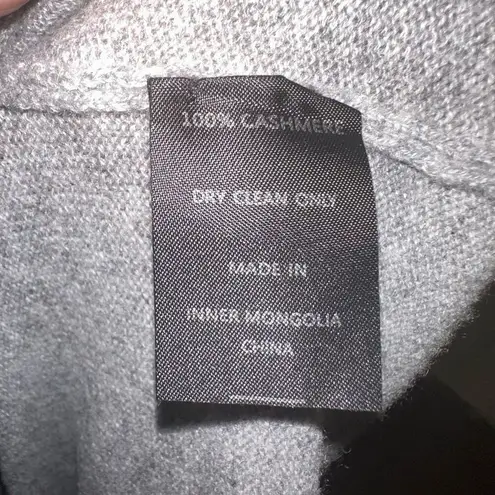 100% CASHMERE
DRY CLEAN ONLY
MADE IN
INNER MONGOLIA
CHINA